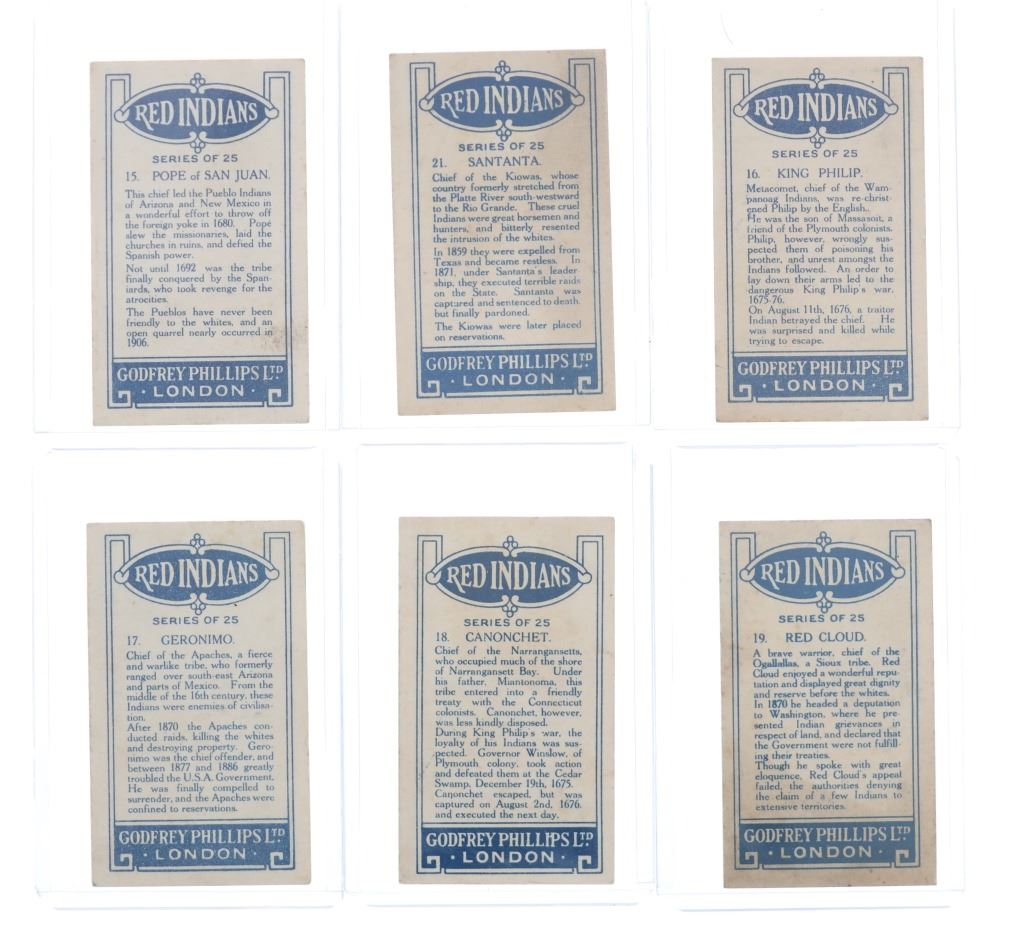 RED INDIANS
SERIES OF 25
15. POPE of SAN JUAN.
This chief led the Pueblo Indians
of Arizona and New Mexico in
a wonderful effort to throw off
the foreign yoke in 1680. Pope
slew the missionaries, laid the
churches in ruins, and defied the
Spanish power.
Not until 1692 was the tribe
finally conquered by the Span-
iards, who took revenge for the
atrocities.
The Pueblos have never been
friendly to the whites, and an
open quarrel nearly occurred in
1906.
GODFREY PHILLIPS LTD
· LONDON ·
RED INDIANS
SERIES OF 25
21. SANTANTA.
Chief of the Kiowas, whose
country formerly stretched from
the Platte River south-westward
to the Rio Grande. These cruel
Indians were great horsemen and
hunters, and bitterly resented
the intrusion of the whites.
In 1859 they were expelled from
Texas and became restless. In
1871, under Santanta's leader-
ship, they executed terrible raids
on the State. Santanta was
captured and sentenced to death,
but finally pardoned.
The Kiowas were later placed
on reservations.
GODFREY PHILLIPS LTD
· LONDON ·
RED INDIANS
SERIES OF 25
16. KING PHILIP.
Metacomet, chief of the Wam-
panoag Indians, was re-christ-
ened Philip by the English.
He was the son of Massasoit, a
friend of the Plymouth colonists.
Philip, however, wrongly sus-
pected them of poisoning his
brother, and unrest amongst the
Indians followed. An order to
lay down their arms led to the
dangerous King Philip's war,
1675-76.
On August 11th, 1676, a traitor
Indian betrayed the chief. He
was surprised and killed while
trying to escape.
GODFREY PHILLIPS LTD
· LONDON ·
RED INDIANS
SERIES OF 25
17. GERONIMO.
Chief of the Apaches, a fierce
and warlike tribe, who formerly
ranged over south-east Arizona
and parts of Mexico. From the
middle of the 16th century, these
Indians were enemies of civilisa-
tion.
After 1870 the Apaches con-
ducted raids, killing the whites
and destroying property. Gero-
nimo was the chief offender, and
between 1877 and 1886 greatly
troubled the U.S.A. Government.
He was finally compelled to
surrender, and the Apaches were
confined to reservations.
GODFREY PHILLIPS LTD
· LONDON ·
RED INDIANS
SERIES OF 25
18. CANONCHET.
Chief of the Narrangansetts,
who occupied much of the shore
of Narrangansett Bay. Under
his father, Miantonoma, this
tribe entered into a friendly
treaty with the Connecticut
colonists. Canonchet, however,
was less kindly disposed.
During King Philip's war, the
loyalty of his Indians was sus-
pected. Governor Winslow, of
Plymouth colony, took action
and defeated them at the Cedar
Swamp, December 19th, 1675.
Canonchet escaped, but was
captured on August 2nd, 1676,
and executed the next day.
GODFREY PHILLIPS LTD
· LONDON ·
RED INDIANS
SERIES OF 25
19. RED CLOUD.
A brave warrior, chief of the
Ogallallas, a Sioux tribe. Red
Cloud enjoyed a wonderful repu-
tation and displayed great dignity
and reserve before the whites.
In 1870 he headed a deputation
to Washington, where he pre-
sented Indian grievances in
respect of land, and declared that
the Government were not fulfill-
ing their treaties.
Though he spoke with great
eloquence, Red Cloud's appeal
failed, the authorities denying
the claim of a few Indians to
extensive territories.
GODFREY PHILLIPS LTD
· LONDON ·